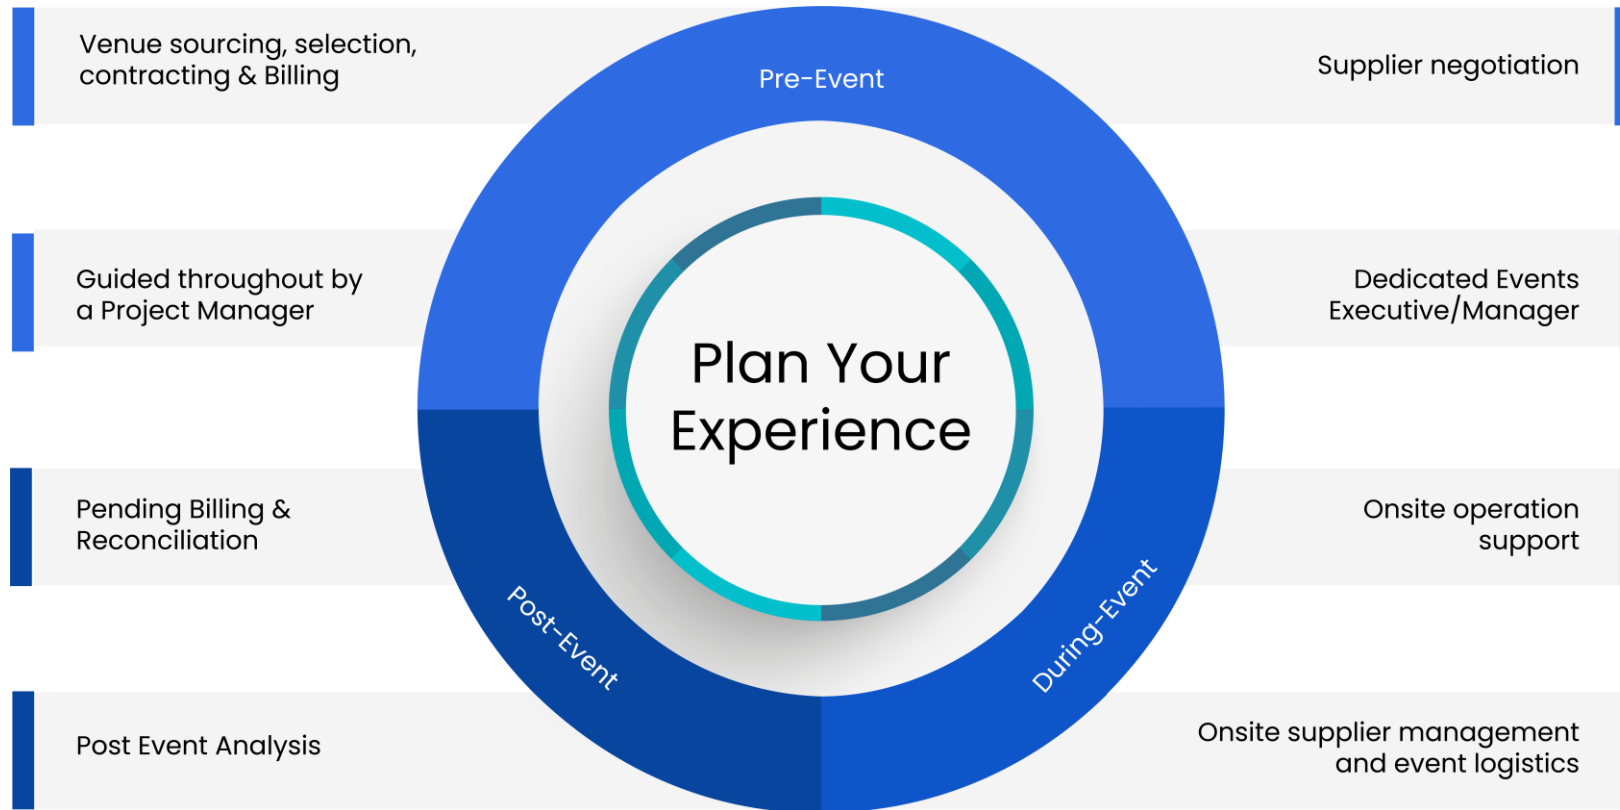 Venue sourcing, selection,
contracting & Billing
Pre-Event
Supplier negotiation
Guided throughout by
a Project Manager
Dedicated Events
Executive/Manager
Plan Your
Experience
Pending Billing &
Reconciliation
Onsite operation
support
Post-Event
During-Event
Post Event Analysis
Onsite supplier management
and event logistics